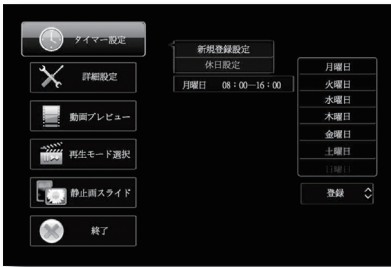 タイマー設定
詳細設定
動画プレビュー
再生モード選択
静止画スライド
終了
新規登録設定
休日設定
月曜日 08:00—16:00
月曜日
火曜日
水曜日
木曜日
金曜日
土曜日
日曜日
登録